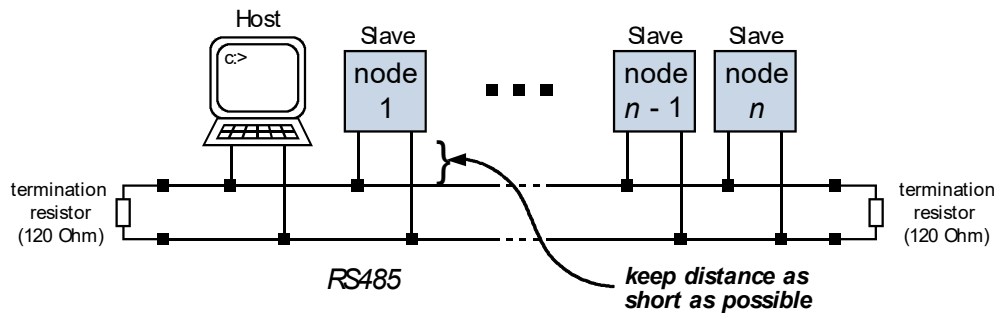 Host
c:>
Slave
node
1
Slave
node
n - 1
Slave
node
n
termination
resistor
(120 Ohm)
termination
resistor
(120 Ohm)
RS485
keep distance as
short as possible